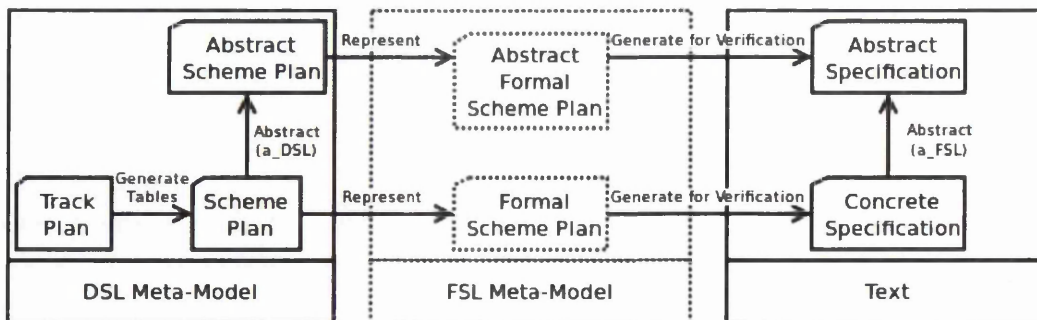 Abstract
Scheme Plan
Represent
Abstract
Formal
Scheme Plan
Generate for Verification
Abstract
Specification
Abstract
(a_DSL)
Abstract
(a_FSL)
Track
Plan
Generate
Tables
Scheme
Plan
Represent
Formal
Scheme Plan
Generate for Verification
Concrete
Specification
DSL Meta-Model
FSL Meta-Model
Text